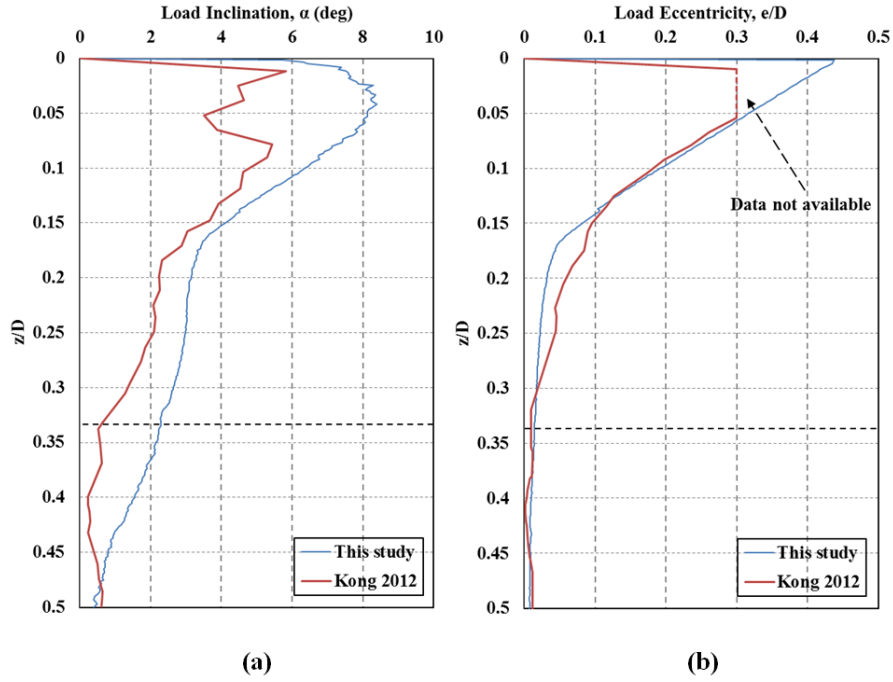 Load Inclination, α (deg)
0 2 4 6 8 10
0
0.05
0.1
0.15
0.2
0.25
0.3
0.35
0.4
0.45
0.5
z/D
This study
Kong 2012
(a)
Load Eccentricity, e/D
0 0.1 0.2 0.3 0.4 0.5
0
0.05
0.1
0.15
0.2
0.25
0.3
0.35
0.4
0.45
0.5
z/D
Data not available
This study
Kong 2012
(b)